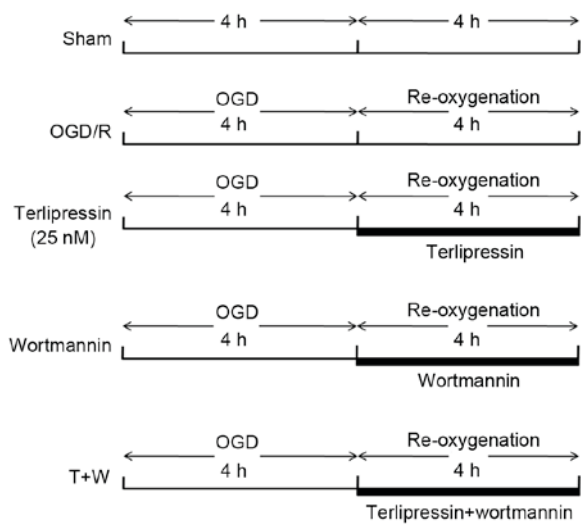 4 h 4 h
Sham
OGD Re-oxygenation
4 h 4 h
OGD/R
OGD Re-oxygenation
4 h 4 h
Terlipressin
(25 nM)
Terlipressin
OGD Re-oxygenation
4 h 4 h
Wortmannin
Wortmannin
OGD Re-oxygenation
4 h 4 h
T+W
Terlipressin+wortmannin